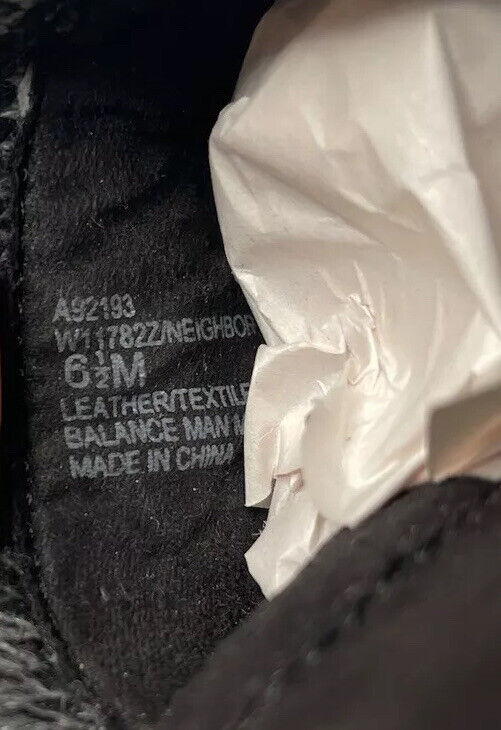 A92193
W11782Z/NEIGHBOR
6½M
LEATHER/TEXTILE
BALANCE MAN M
MADE IN CHINA